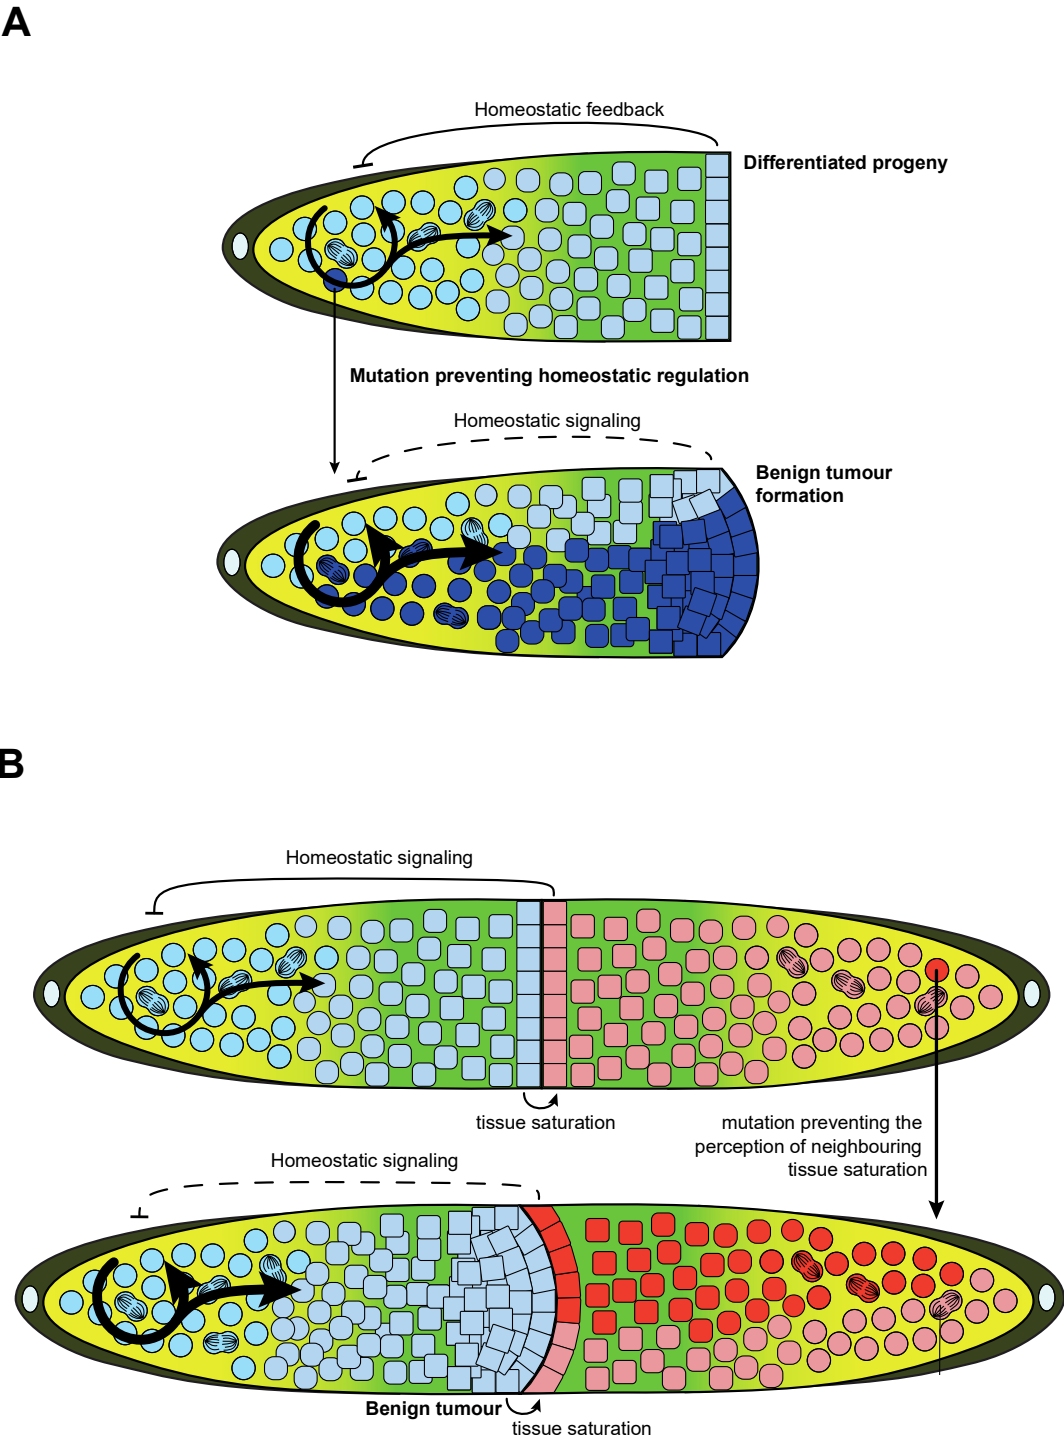 A
Homeostatic feedback
Differentiated progeny
Mutation preventing homeostatic regulation
Homeostatic signaling
Benign tumour
formation
B
Homeostatic signaling
tissue saturation
mutation preventing the
perception of neighbouring
tissue saturation
Homeostatic signaling
Benign tumour
tissue saturation